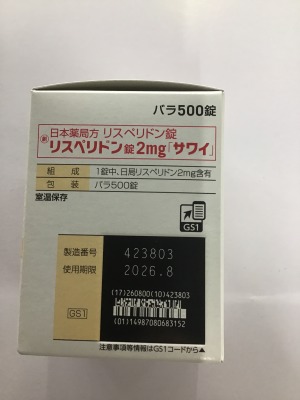 バラ500錠
日本薬局方 リスペリドン錠
リスペリドン錠2mg「サワイ」
組成 1錠中、日局リスペリドン2mg含有
包装 バラ500錠
室温保存
GS1
製造番号 423803
使用期限 2026.8
(17)260800(10)423803
GS1
(01)14987080683152
注意事項等情報はGS1コードから▲